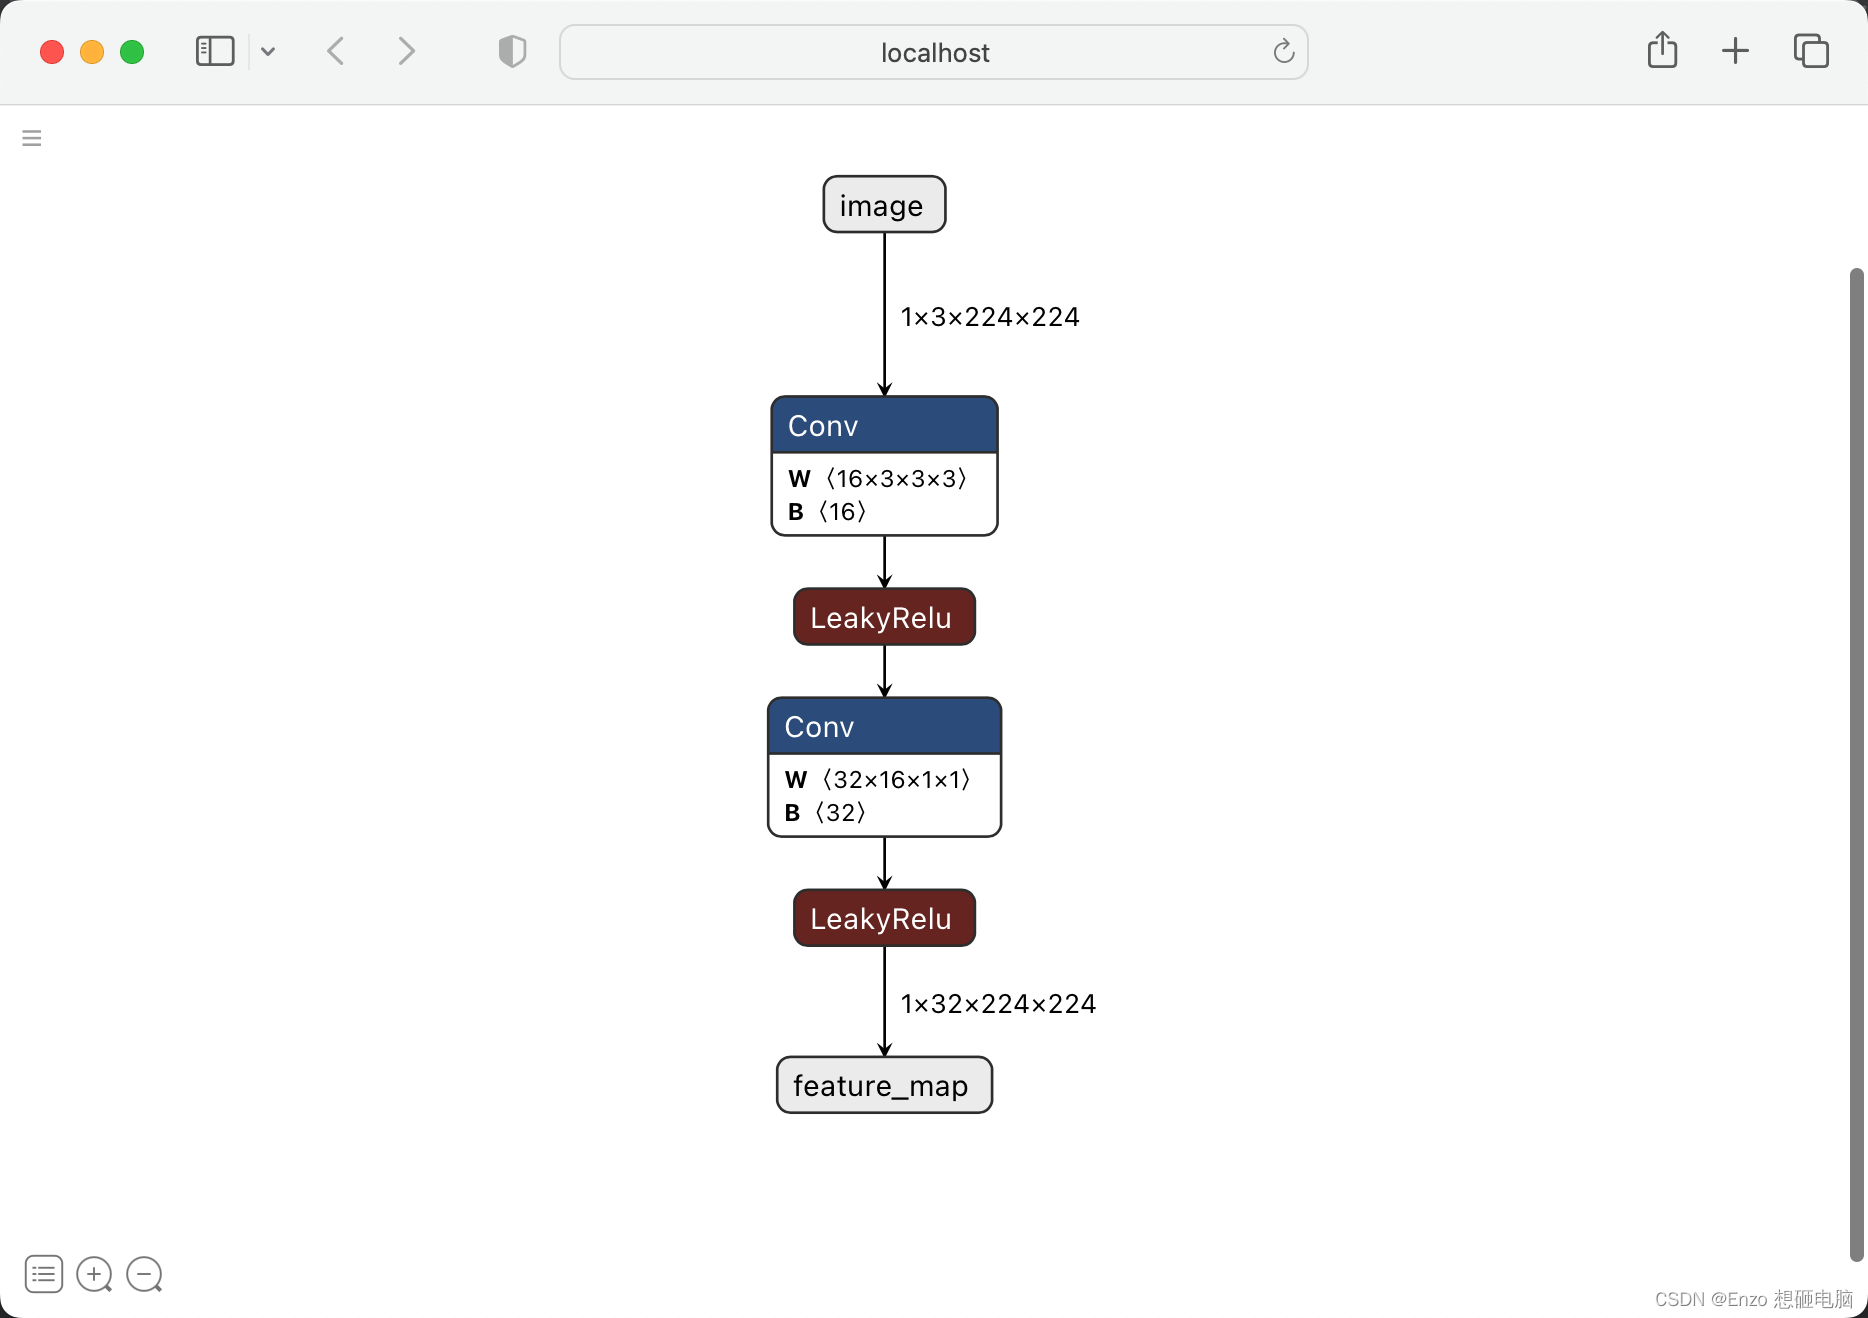 localhost
image
1×3×224×224
Conv
W 〈16×3×3×3〉
B 〈16〉
LeakyRelu
Conv
W 〈32×16×1×1〉
B 〈32〉
LeakyRelu
1×32×224×224
feature_map
CSDN @Enzo 想砸电脑